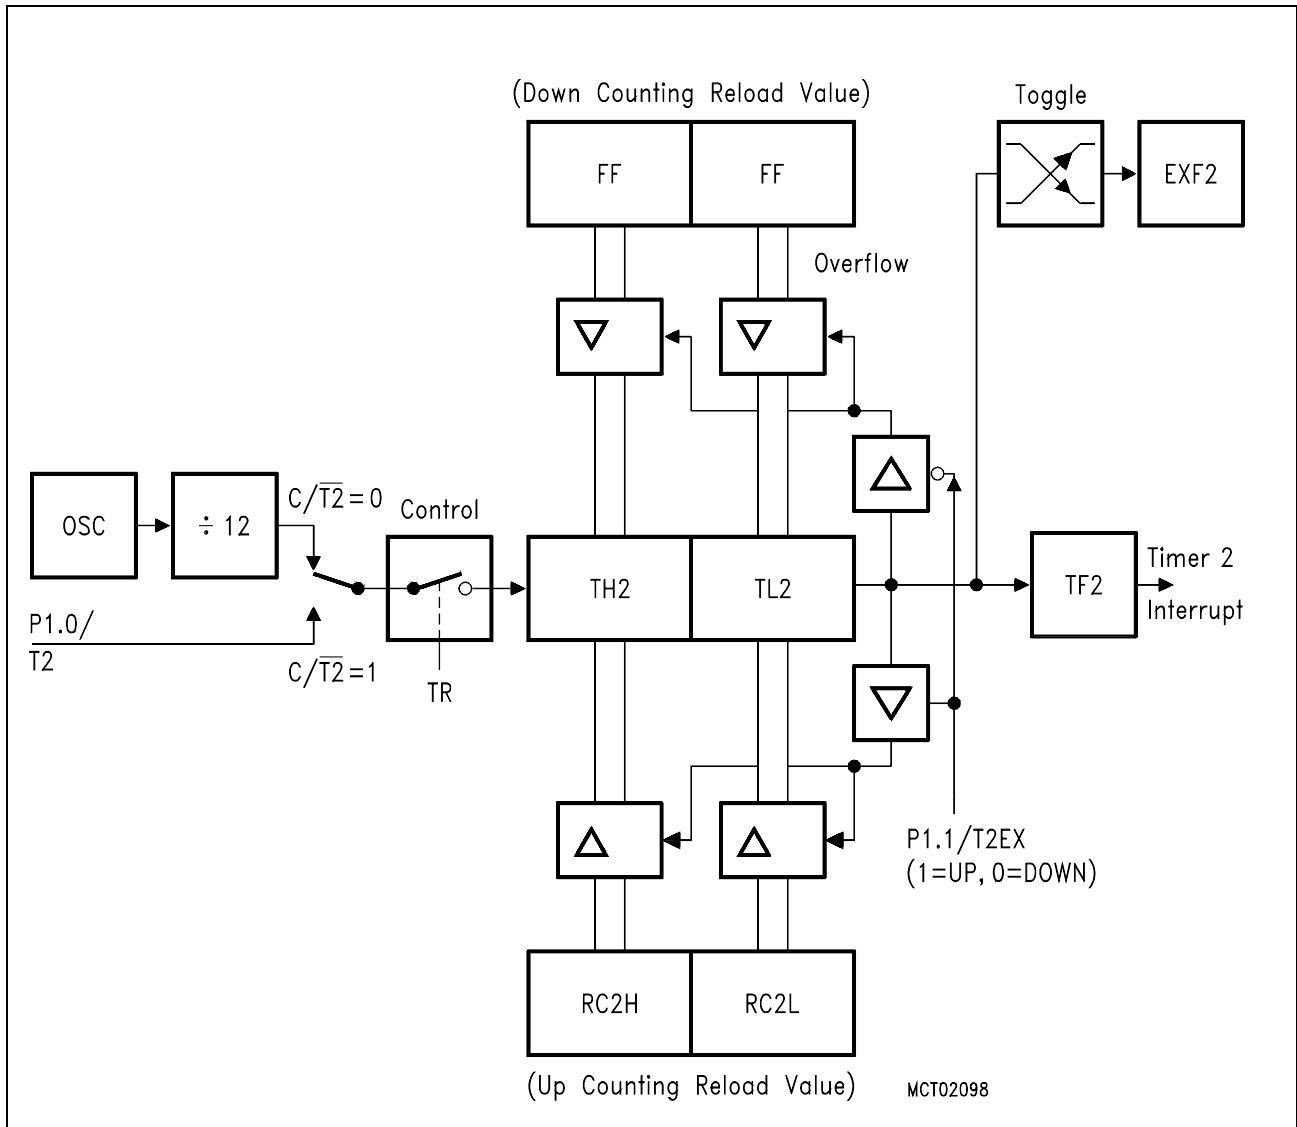 (Down Counting Reload Value)
Toggle
FF
FF
EXF2
Overflow
OSC
÷ 12
C/T2̅=0
Control
TH2
TL2
TF2
Timer 2
Interrupt
P1.0/
T2
C/T2̅=1
TR
P1.1/T2EX
(1=UP, 0=DOWN)
RC2H
RC2L
(Up Counting Reload Value)
MCT02098